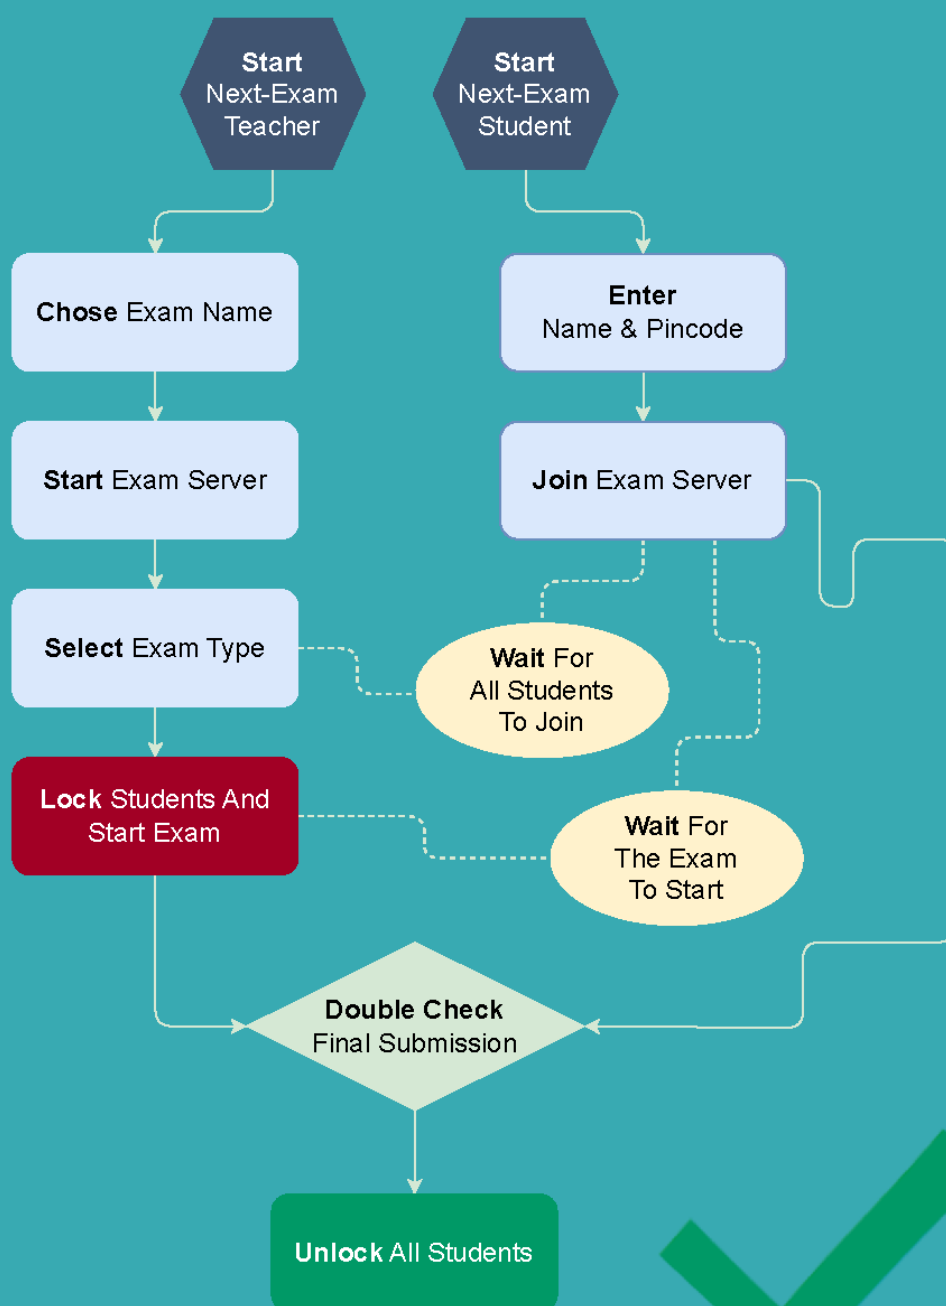 Start
Next-Exam
Teacher
Start
Next-Exam
Student
Chose Exam Name
Enter
Name & Pincode
Start Exam Server
Join Exam Server
Select Exam Type
Wait For
All Students
To Join
Lock Students And
Start Exam
Wait For
The Exam
To Start
Double Check
Final Submission
Unlock All Students